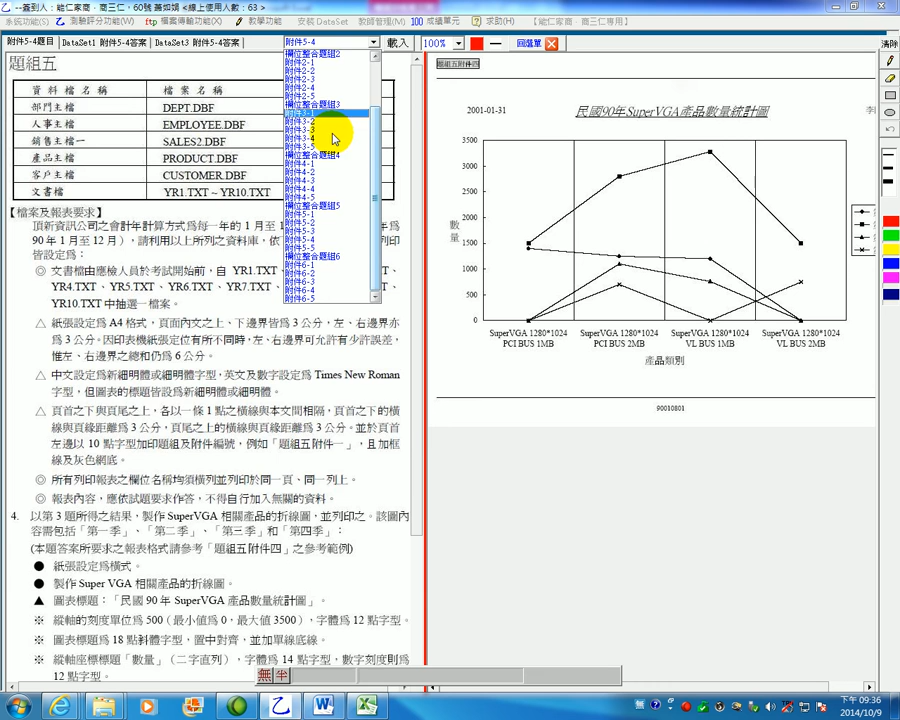 --簽到人：能仁家商．商三仁，60號 蕭如娟 <線上使用人數：63 >
系統功能(S) 測驗評分功能(W) ftp 檔案傳輸功能(X) 教學功能 安裝 DataSet 教師管理(M) 100 成績單元 求助(H) 【能仁家商：商三仁專用】
附件5-4題目 DataSet1 附件5-4答案 DataSet3 附件5-4答案 附件5-4 載入 100% 回選單 清除
題組五
資 料 檔 名 稱 檔 案 名 稱
部門主檔 DEPT.DBF
人事主檔 EMPLOYEE.DBF
銷售主檔一 SALES2.DBF
產品主檔 PRODUCT.DBF
客戶主檔 CUSTOMER.DBF
文書檔 YR1.TXT ~ YR10.TXT
欄位整合題組2
附件2-1
附件2-2
附件2-3
附件2-4
附件2-5
欄位整合題組3
附件3-1
附件3-2
附件3-3
附件3-4
附件3-5
欄位整合題組4
附件4-1
附件4-2
附件4-3
附件4-4
附件4-5
欄位整合題組5
附件5-1
附件5-2
附件5-3
附件5-4
附件5-5
欄位整合題組6
附件6-1
附件6-2
附件6-3
附件6-4
附件6-5
【檔案及報表要求】
頂新資訊公司之會計年計算方式為每一年的 1 月至 1 年為
90 年 1 月至 12 月），請利用以上所列之資料庫，依 列印
皆設定為：
◎ 文書檔由應檢人員於考試開始前，自 YR1.TXT
YR4.TXT、YR5.TXT、YR6.TXT、YR7.TXT、
YR10.TXT 中抽選一檔案。
△ 紙張設定為 A4 格式，頁面內文之上、下邊界皆為 3 公分，左、右邊界亦
為 3 公分。因印表機紙張定位有所不同時，左、右邊界可允許有少許誤差，
惟左、右邊界之總和仍為 6 公分。
△ 中文設定為新細明體或細明體字型，英文及數字設定為 Times New Roman
字型，但圖表的標題皆設為新細明體或細明體。
△ 頁首之下與頁尾之上，各以一條 1 點之橫線與本文間相隔，頁首之下的橫
線與頁緣距離為 3 公分，頁尾之上的橫線與頁緣距離為 3 公分。並於頁首
左邊以 10 點字型加印題組及附件編號，例如「題組五附件一」，且加框
線及灰色網底。
◎ 所有列印報表之欄位名稱均須橫列並列印於同一頁、同一列上。
◎ 報表內容，應依試題要求作答，不得自行加入無關的資料。
4. 以第 3 題所得之結果，製作 SuperVGA 相關產品的折線圖，並列印之。該圖內
容需包括「第一季」、「第二季」、「第三季」和「第四季」：
(本題答案所要求之報表格式請參考「題組五附件四」之參考範例)
● 紙張設定為橫式。
● 製作 Super VGA 相關產品的折線圖。
▲ 圖表標題：「民國 90 年 SuperVGA 產品數量統計圖」。
※ 縱軸的刻度單位為 500（最小值為 0，最大值 3500），字體為 12 點字型。
※ 圖表標題為 18 點斜體字型，置中對齊，並加單線底線。
※ 縱軸座標標題「數量」（二字直列），字體為 14 點字型，數字刻度則為
12 點字型。
題組五附件四
2001-01-31 民國90年SuperVGA產品數量統計圖
3500
3000
2500
2000
1500
1000
500
0
數量
SuperVGA 1280*1024 PCI BUS 1MB
SuperVGA 1280*1024 PCI BUS 2MB
SuperVGA 1280*1024 VL BUS 1MB
SuperVGA 1280*1024 VL BUS 2MB
產品類別
90010801
無 半
下午 09:36
2014/10/9